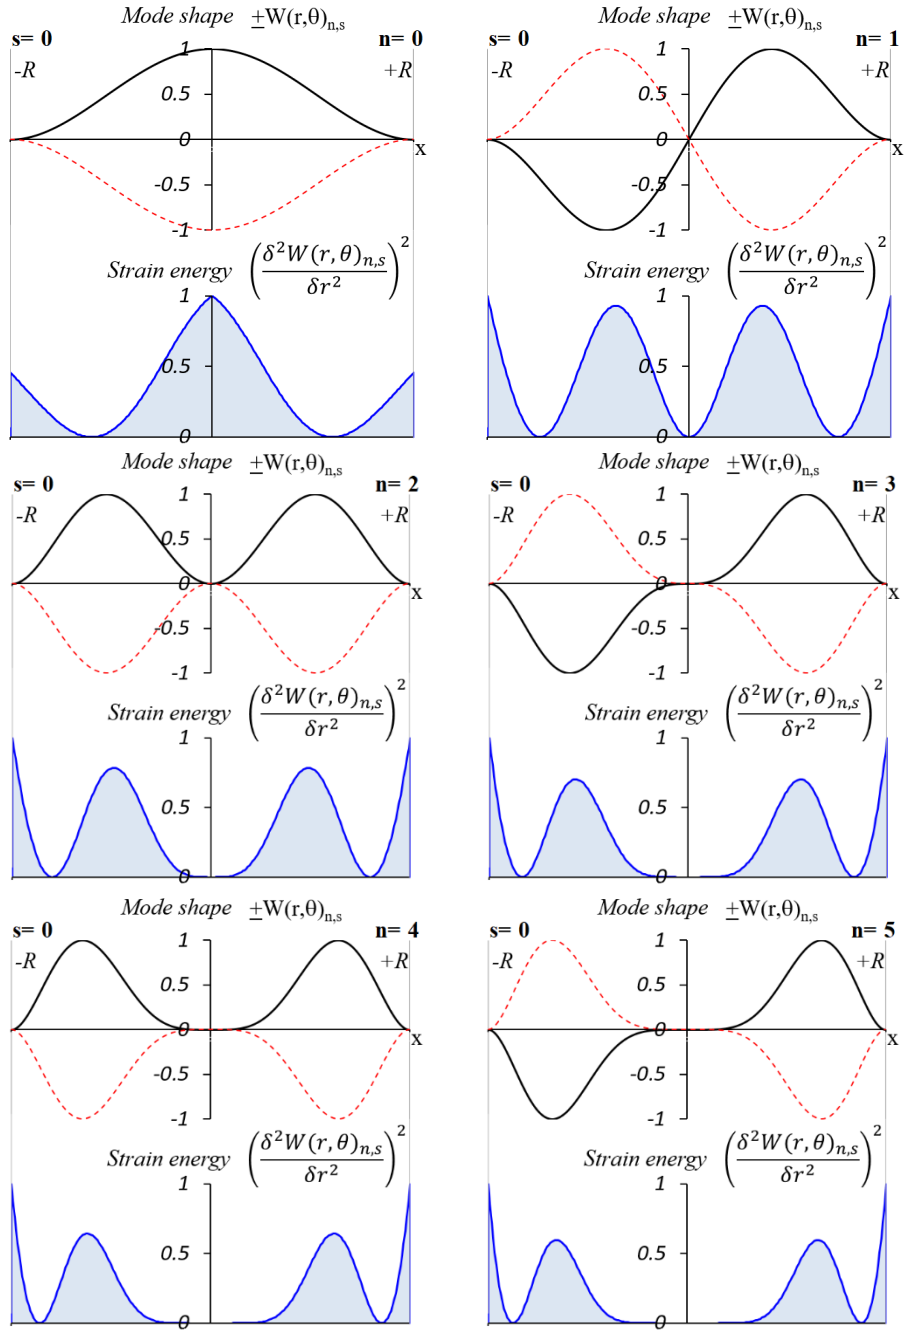 Mode shape ±W(r,θ)n,s
s= 0 n= 0
-R +R
1
0.5
0 x
-0.5
-1
Strain energy (δ²W(r,θ)n,s / δr²)²
1
0.5
0
Mode shape ±W(r,θ)n,s
s= 0 n= 1
-R +R
1
0.5
0 x
-0.5
-1
Strain energy (δ²W(r,θ)n,s / δr²)²
1
0.5
0
Mode shape ±W(r,θ)n,s
s= 0 n= 2
-R +R
1
0.5
0 x
-0.5
-1
Strain energy (δ²W(r,θ)n,s / δr²)²
1
0.5
0
Mode shape ±W(r,θ)n,s
s= 0 n= 3
-R +R
1
0.5
0 x
-0.5
-1
Strain energy (δ²W(r,θ)n,s / δr²)²
1
0.5
0
Mode shape ±W(r,θ)n,s
s= 0 n= 4
-R +R
1
0.5
0 x
-0.5
-1
Strain energy (δ²W(r,θ)n,s / δr²)²
1
0.5
0
Mode shape ±W(r,θ)n,s
s= 0 n= 5
-R +R
1
0.5
0 x
-0.5
-1
Strain energy (δ²W(r,θ)n,s / δr²)²
1
0.5
0